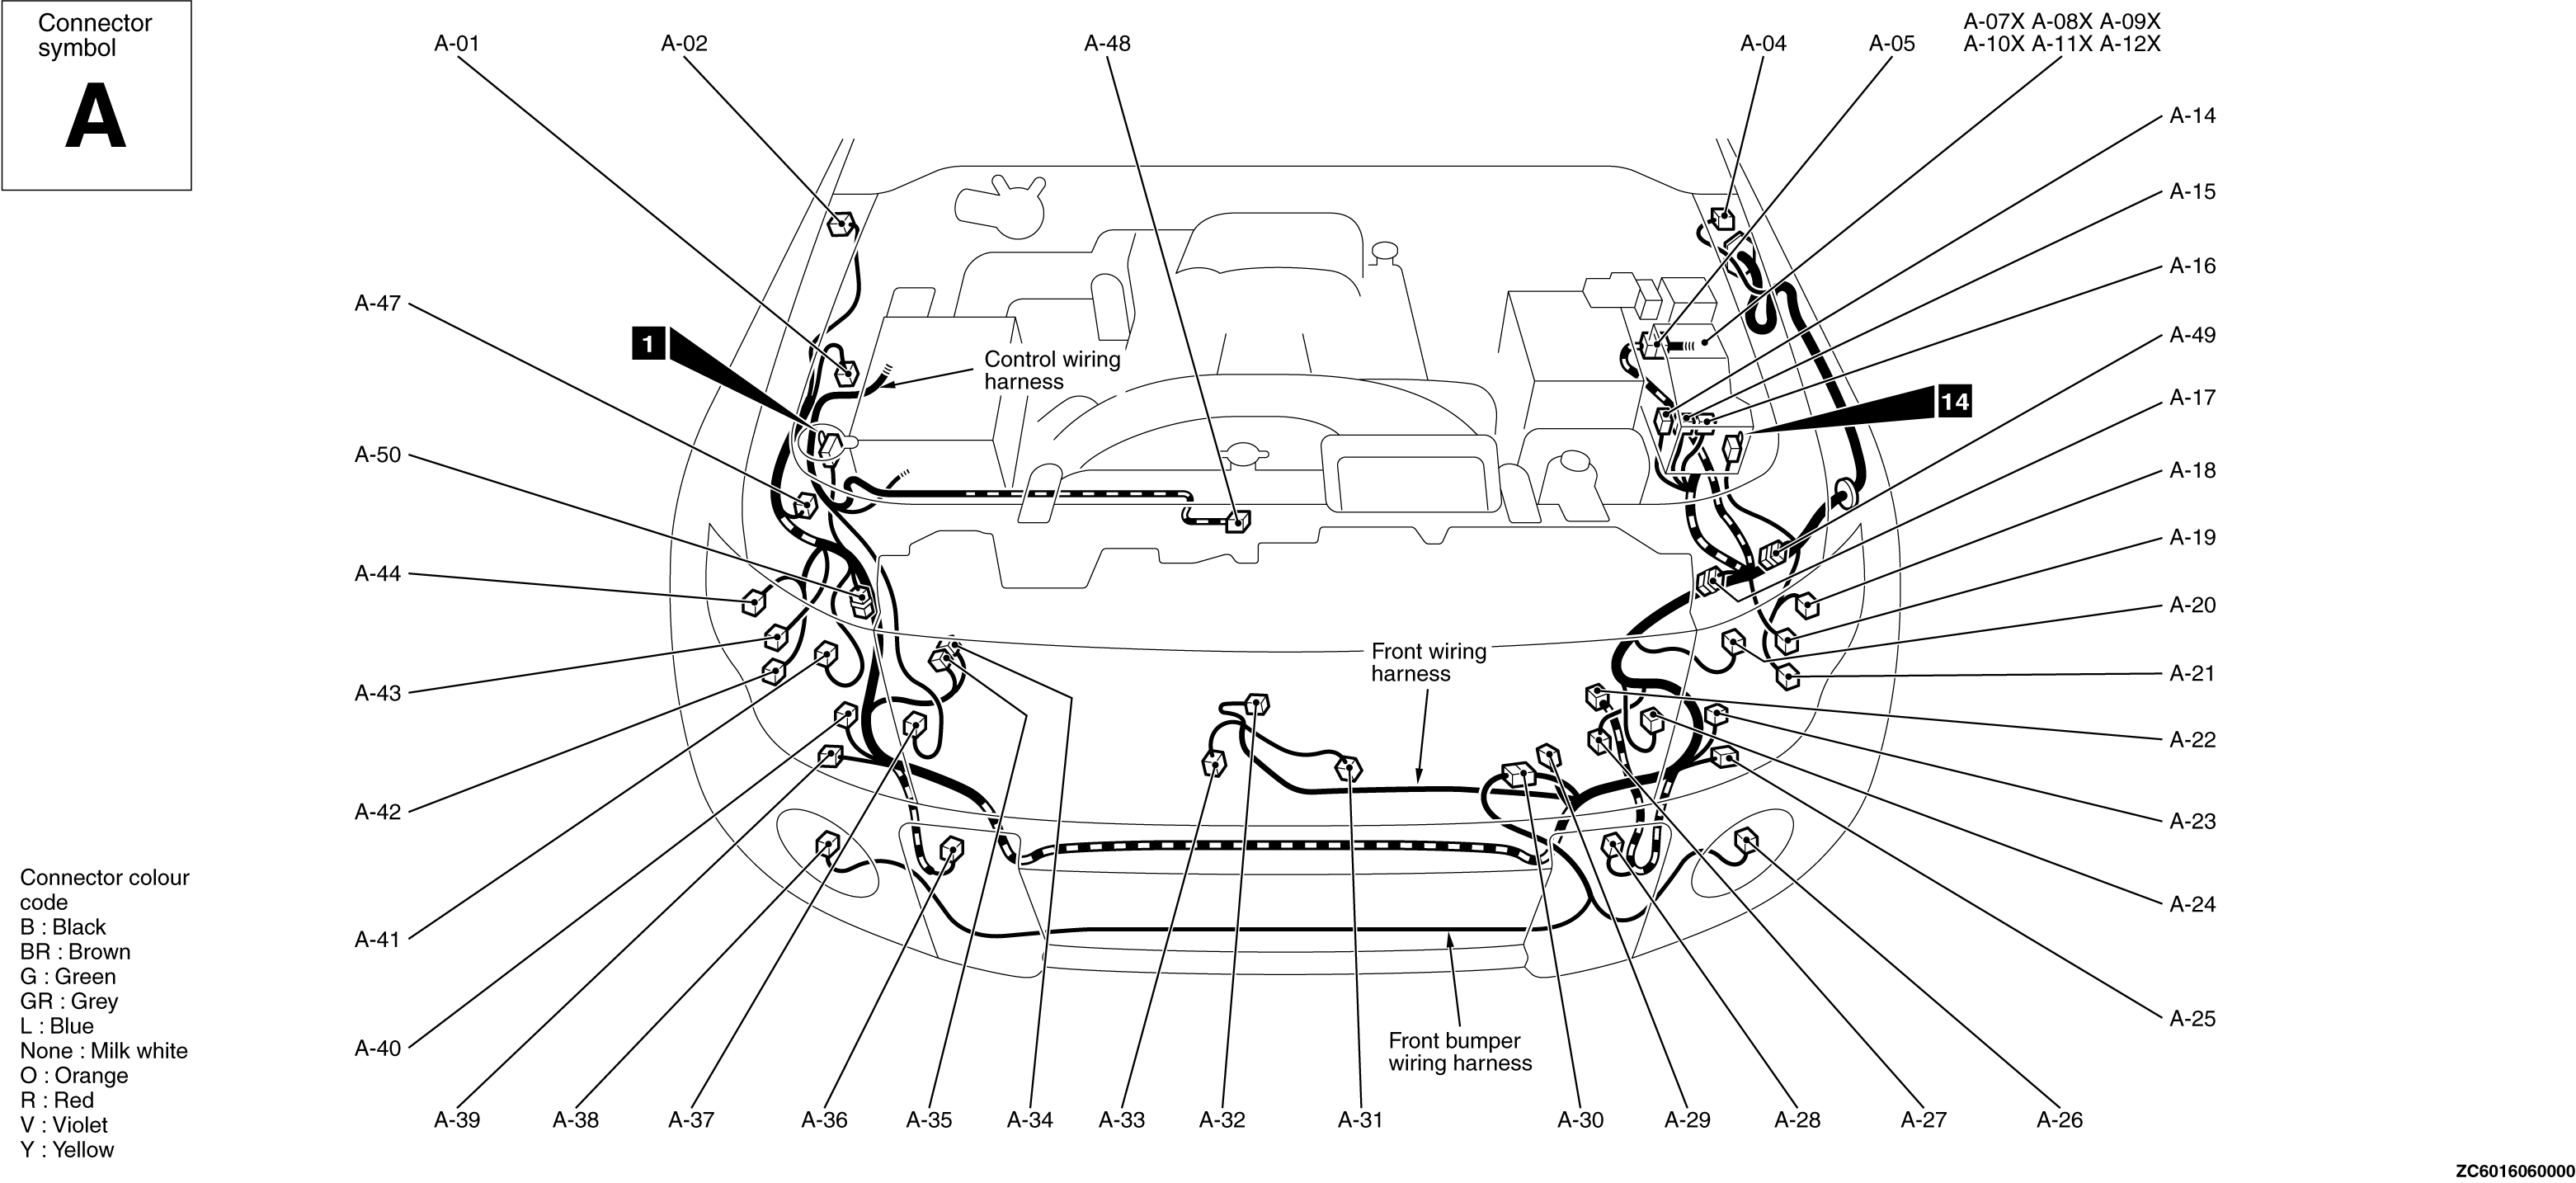 Connector
symbol
A
A-01
A-02
A-48
A-04
A-05
A-07X A-08X A-09X
A-10X A-11X A-12X
A-14
A-15
A-16
A-49
A-17
A-18
A-19
A-20
A-21
A-22
A-23
A-24
A-25
A-47
A-50
A-44
A-43
A-42
A-41
A-40
1
14
Control wiring
harness
Front wiring
harness
Front bumper
wiring harness
A-39
A-38
A-37
A-36
A-35
A-34
A-33
A-32
A-31
A-30
A-29
A-28
A-27
A-26
Connector colour
code
B : Black
BR : Brown
G : Green
GR : Grey
L : Blue
None : Milk white
O : Orange
R : Red
V : Violet
Y : Yellow
ZC6016060000